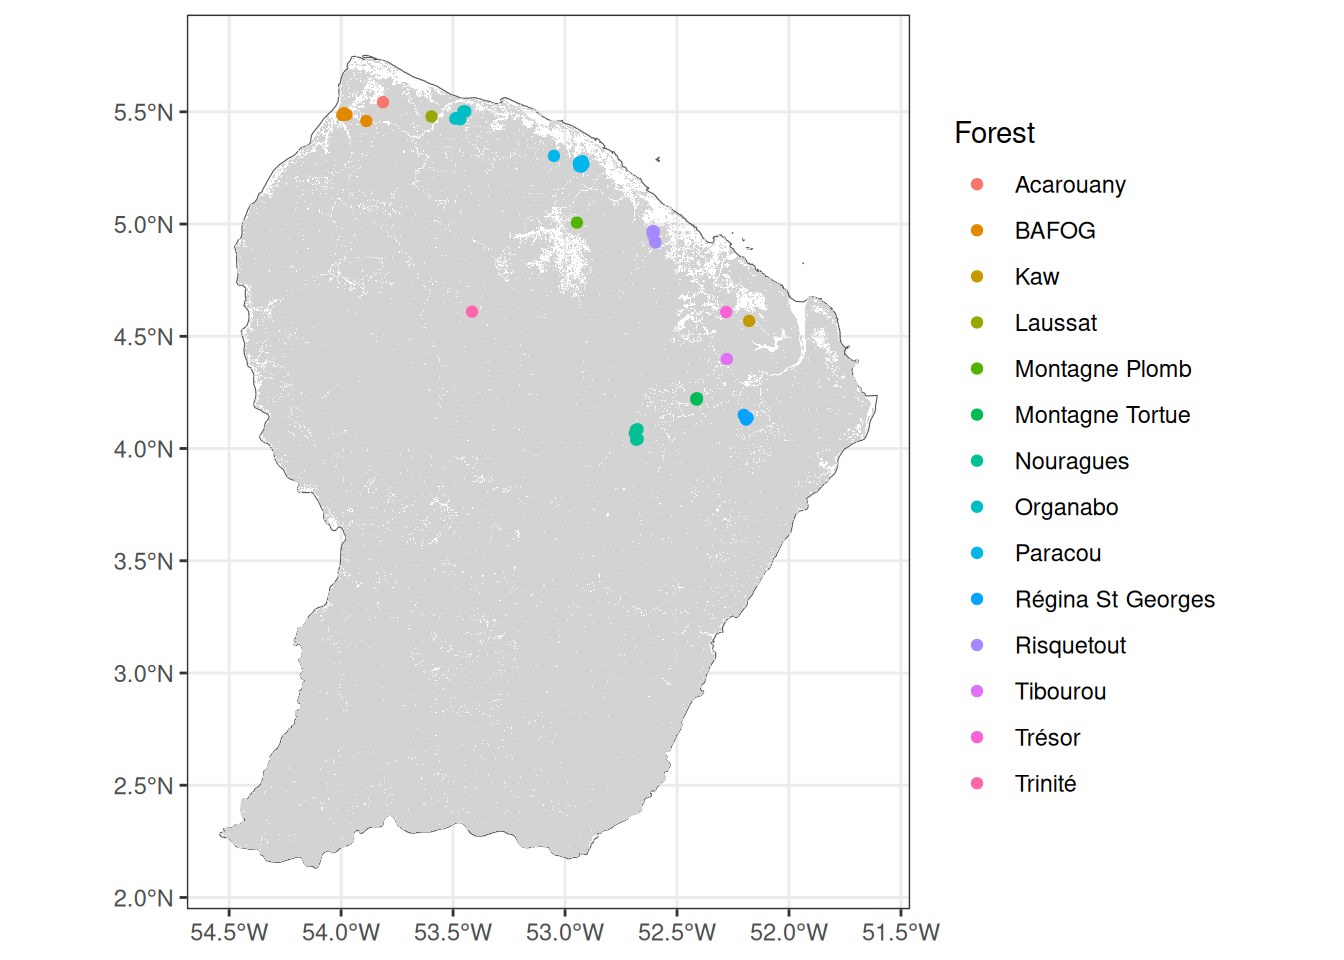 5.5°N
5.0°N
4.5°N
4.0°N
3.5°N
3.0°N
2.5°N
2.0°N
54.5°W 54.0°W 53.5°W 53.0°W 52.5°W 52.0°W 51.5°W
Forest
Acarouany
BAFOG
Kaw
Laussat
Montagne Plomb
Montagne Tortue
Nouragues
Organabo
Paracou
Régina St Georges
Risquetout
Tibourou
Trésor
Trinité